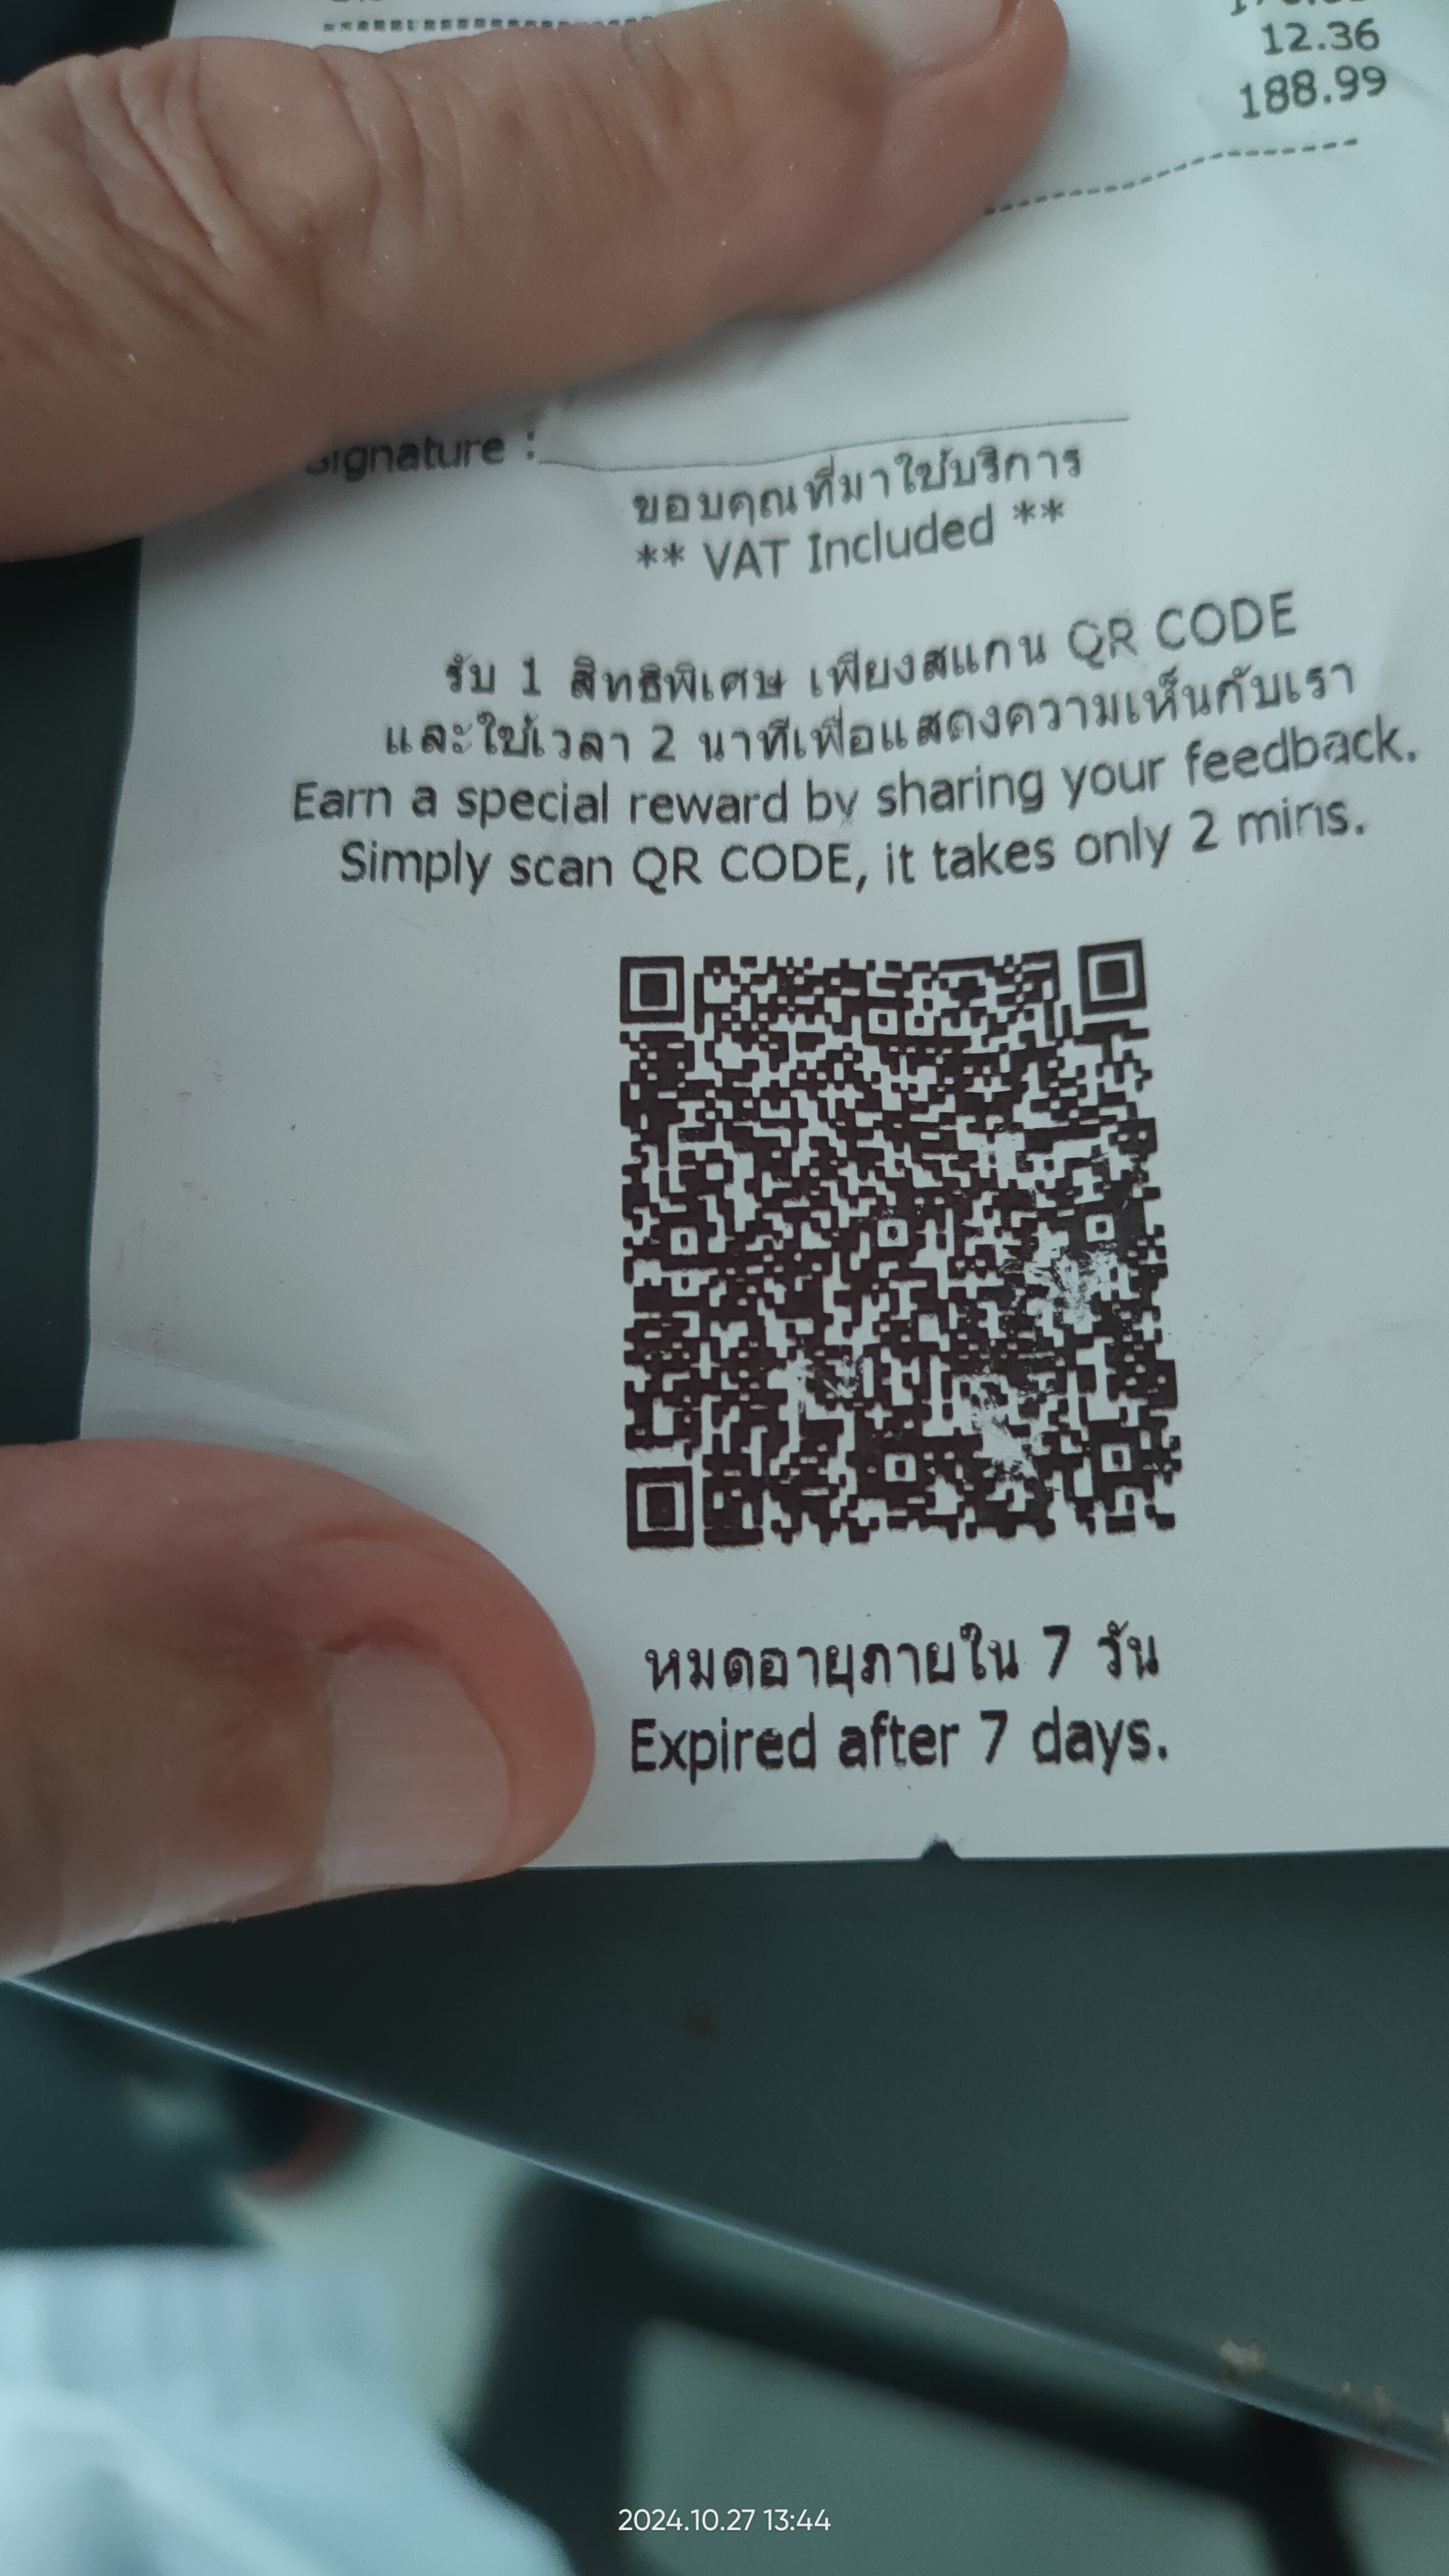 12.36
188.99
Signature :
ขอบคุณที่มาใช้บริการ
** VAT Included **
รับ 1 สิทธิพิเศษ เพียงสแกน QR CODE
และใช้เวลา 2 นาทีเพื่อแสดงความเห็นกับเรา
Earn a special reward by sharing your feedback.
Simply scan QR CODE, it takes only 2 mins.
หมดอายุภายใน 7 วัน
Expired after 7 days.
2024.10.27 13:44